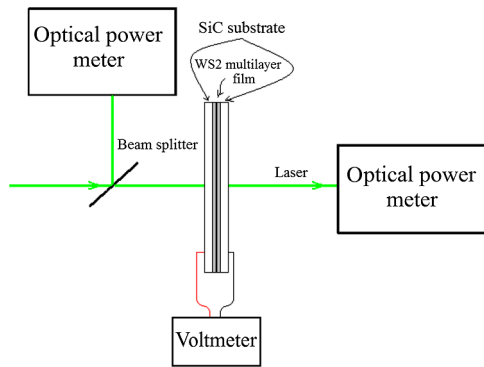 Optical power
meter
SiC substrate
WS2 multilayer
film
Beam splitter
Laser
Optical power
meter
Voltmeter